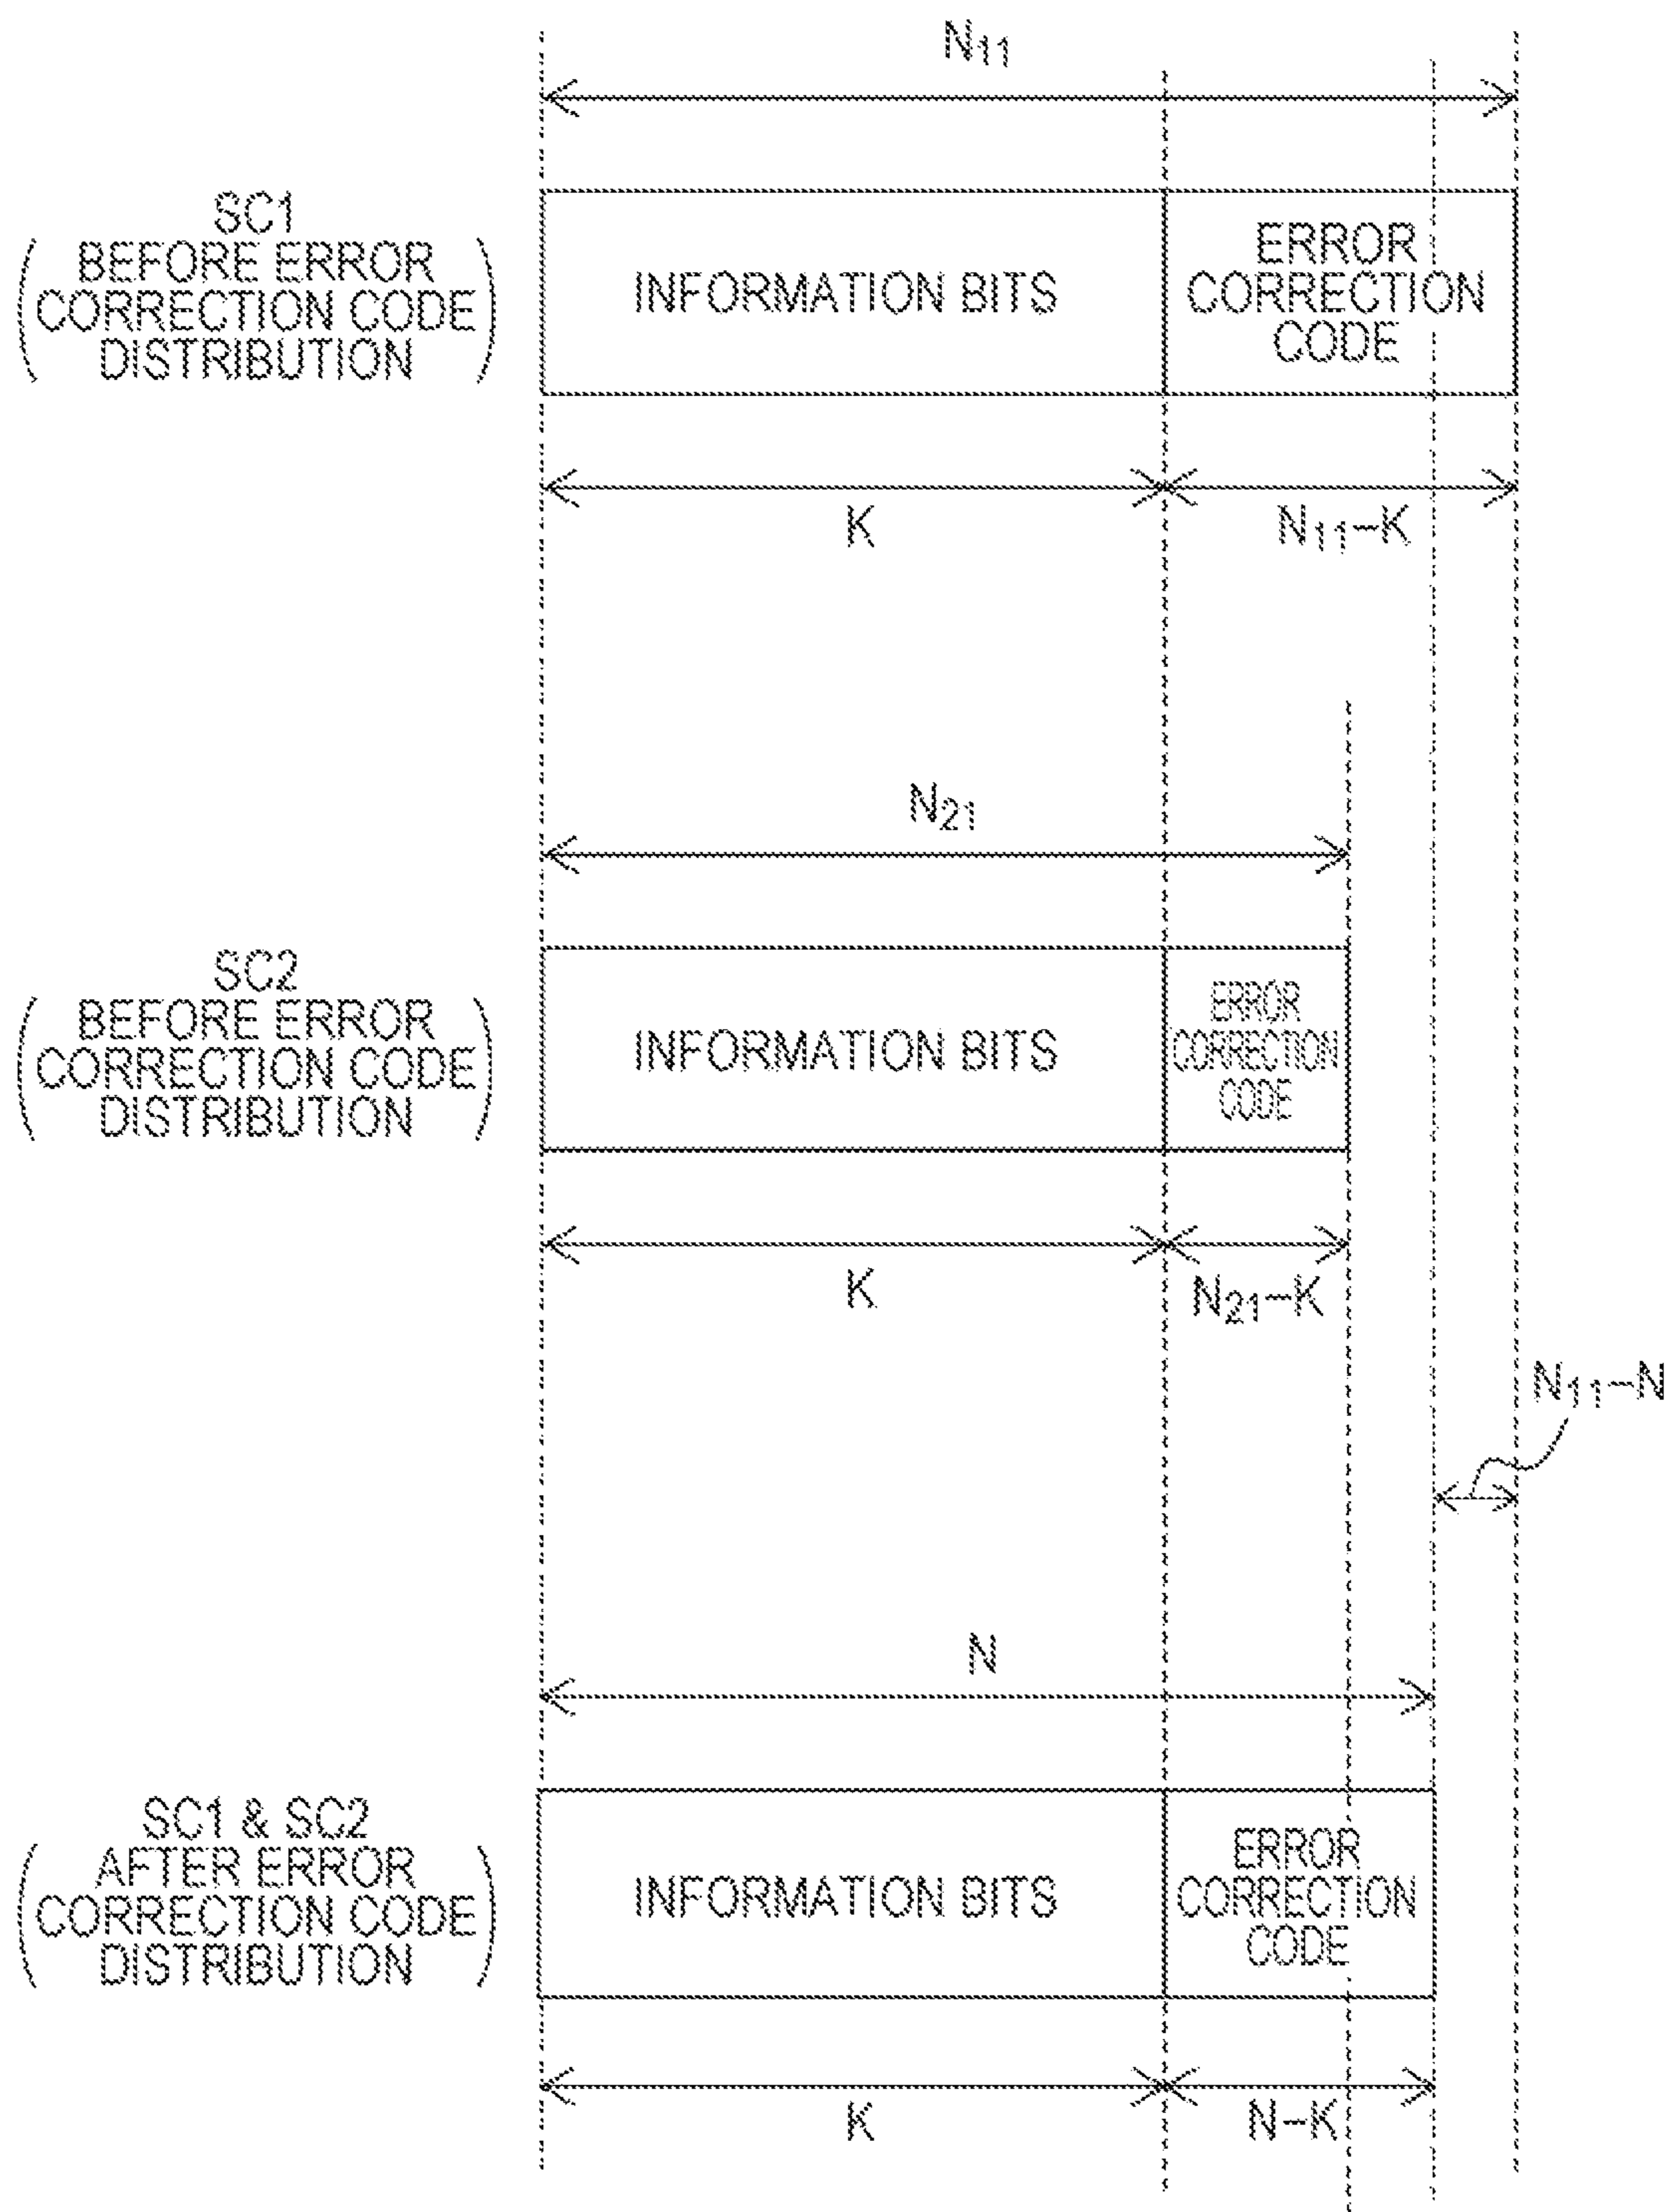 N11
SC1
BEFORE ERROR
CORRECTION CODE
DISTRIBUTION
INFORMATION BITS
ERROR
CORRECTION
CODE
K
N11-K
N21
SC2
BEFORE ERROR
CORRECTION CODE
DISTRIBUTION
INFORMATION BITS
ERROR
CORRECTION
CODE
K
N21-K
N11-N
N
SC1 & SC2
AFTER ERROR
CORRECTION CODE
DISTRIBUTION
INFORMATION BITS
ERROR
CORRECTION
CODE
K
N-K